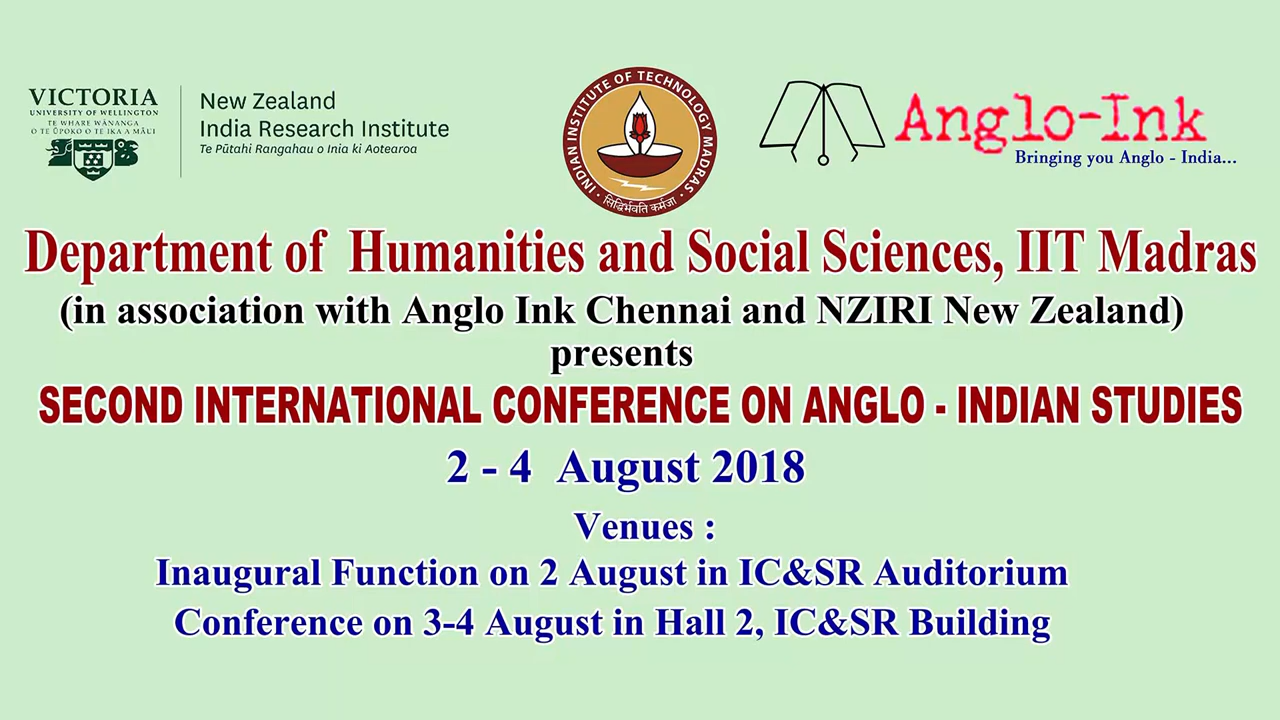 VICTORIA
UNIVERSITY OF WELLINGTON
TE WHARE WĀNANGA
O TE ŪPOKO O TE IKA A MĀUI
New Zealand
India Research Institute
Te Pūtahi Rangahau o Inia ki Aotearoa
INDIAN INSTITUTE OF TECHNOLOGY MADRAS
सिद्धिर्भवति कर्मजा
Anglo-Ink
Bringing you Anglo - India...
Department of Humanities and Social Sciences, IIT Madras
(in association with Anglo Ink Chennai and NZIRI New Zealand)
presents
SECOND INTERNATIONAL CONFERENCE ON ANGLO - INDIAN STUDIES
2 - 4 August 2018
Venues :
Inaugural Function on 2 August in IC&SR Auditorium
Conference on 3-4 August in Hall 2, IC&SR Building